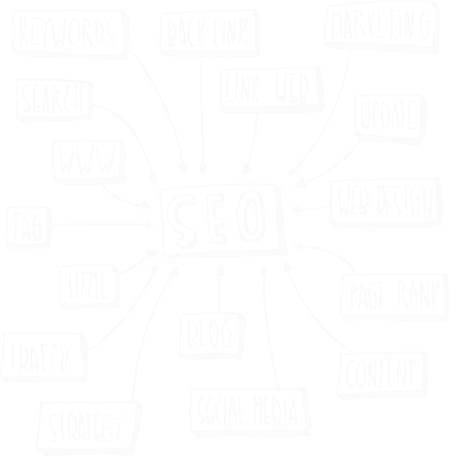 KEYWORDS
BACK LINK
MARKETING
LINK WEB
SEARCH
UPDATE
WWW
WEB DESIGN
SEO
TAG
HTML
PAGE RANK
BLOG
TRAFFIC
CONTENT
SOCIAL MEDIA
STRATEGY